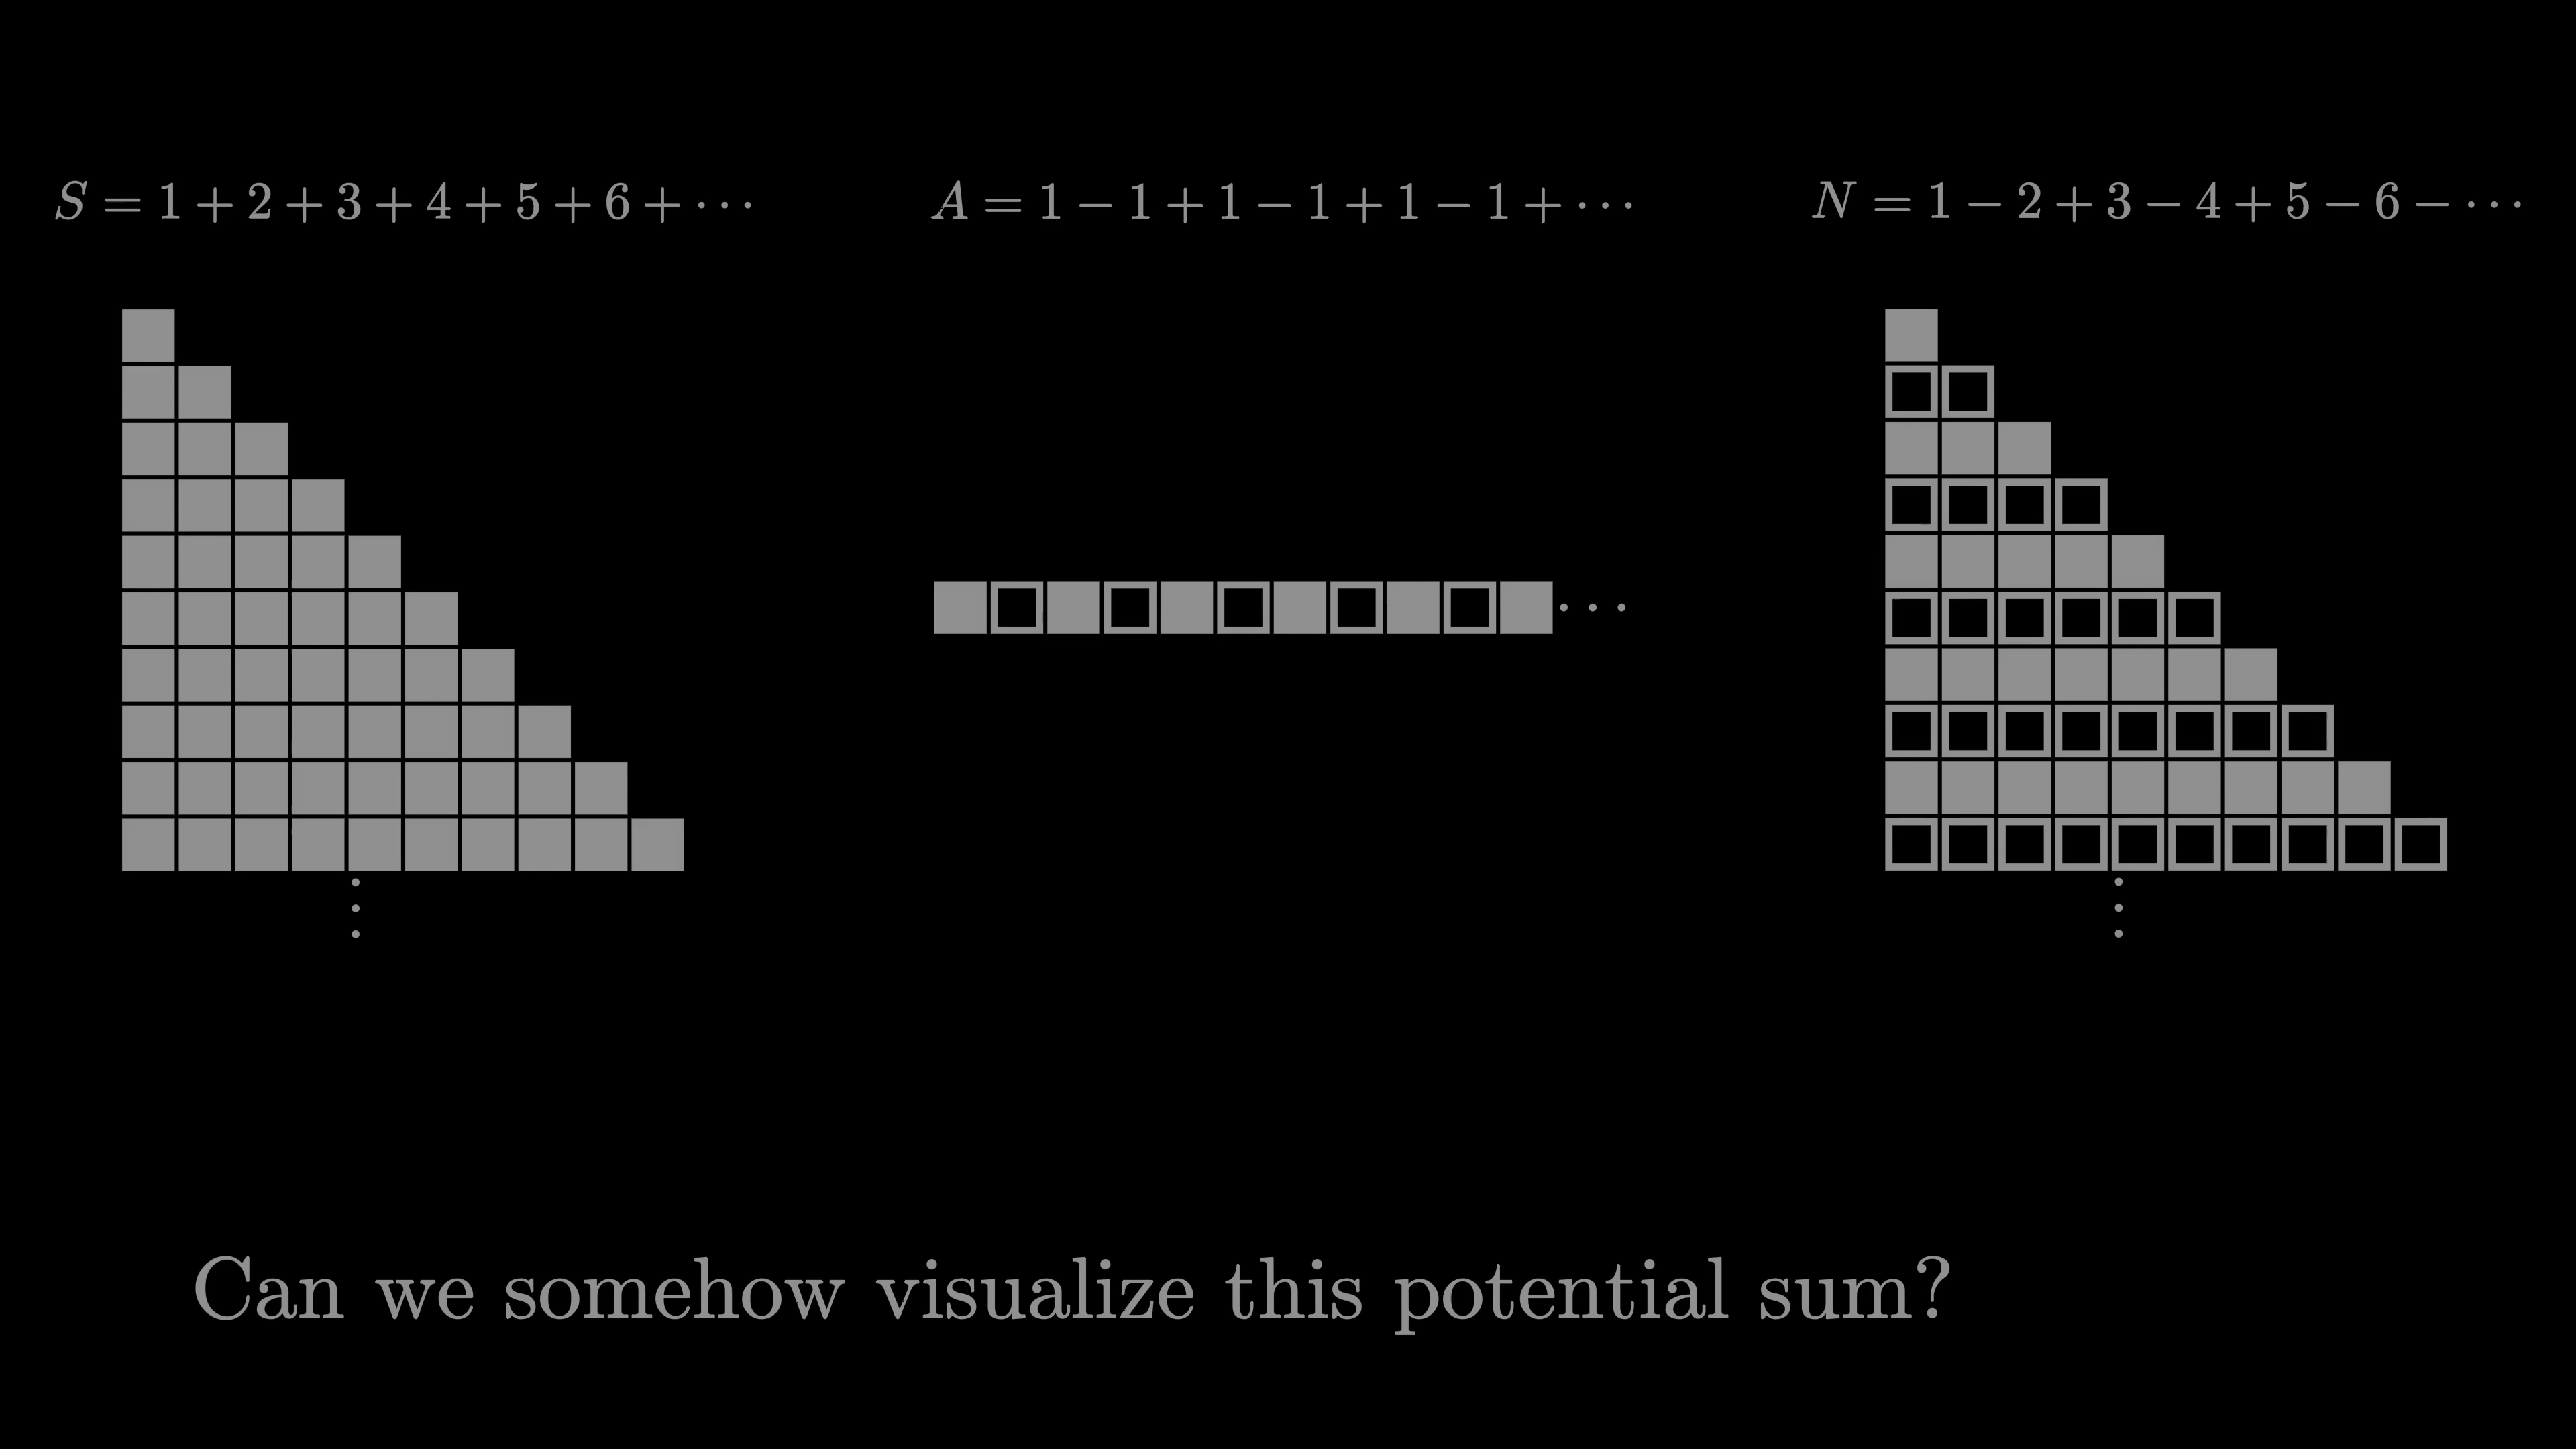 S = 1 + 2 + 3 + 4 + 5 + 6 + ⋯
A = 1 − 1 + 1 − 1 + 1 − 1 + ⋯
N = 1 − 2 + 3 − 4 + 5 − 6 − ⋯
Can we somehow visualize this potential sum?